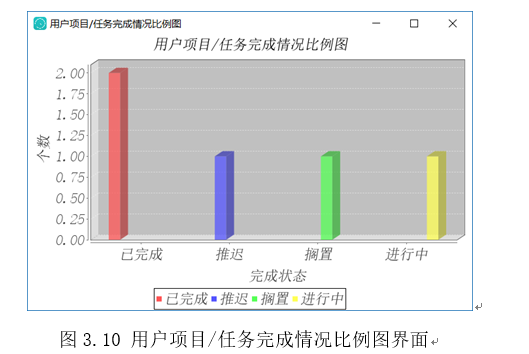 用户项目/任务完成情况比例图
用户项目/任务完成情况比例图
2.00
1.75
1.50
1.25
1.00
0.75
0.50
0.25
0.00
个数
已完成 推迟 搁置 进行中
完成状态
已完成 推迟 搁置 进行中
图 3.10 用户项目/任务完成情况比例图界面